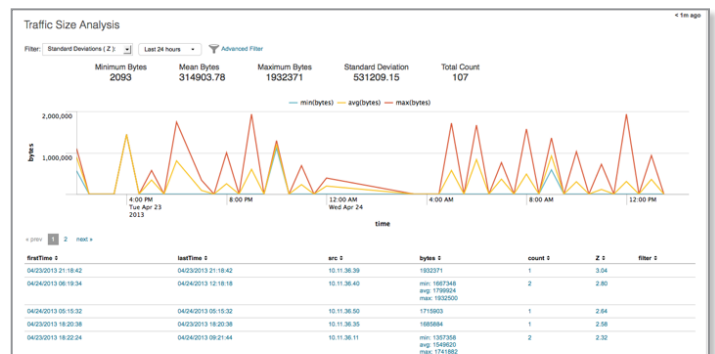 < 1m ago
Traffic Size Analysis
Filter: Standard Deviations ( Z ): Last 24 hours Advanced Filter
Minimum Bytes Mean Bytes Maximum Bytes Standard Deviation Total Count
2093 314903.78 1932371 531209.15 107
min(bytes) avg(bytes) max(bytes)
2,000,000
1,000,000
bytes
4:00 PM 8:00 PM 12:00 AM 4:00 AM 8:00 AM 12:00 PM
Tue Apr 23 Wed Apr 24
2013
time
« prev 1 2 next »
firstTime lastTime src bytes count Z filter
04/23/2013 21:18:42 04/23/2013 21:18:42 10.11.36.39 1932371 1 3.04
04/24/2013 06:19:34 04/24/2013 12:18:18 10.11.36.40 min: 1667348 2 2.80
avg: 1799924
max: 1932500
04/24/2013 05:15:32 04/24/2013 05:15:32 10.11.36.50 1715903 1 2.64
04/23/2013 18:20:38 04/23/2013 18:20:38 10.11.36.35 1685884 1 2.58
04/23/2013 18:22:24 04/24/2013 09:21:44 10.11.36.11 min: 1357358 2 2.32
avg: 1549620
max: 1741882